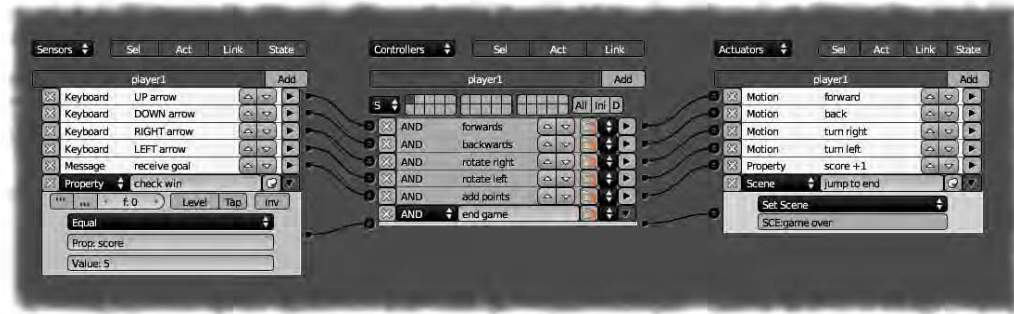 Sensors Sel Act Link State
player1 Add
Keyboard UP arrow
Keyboard DOWN arrow
Keyboard RIGHT arrow
Keyboard LEFT arrow
Message receive goal
Property check win
f: 0 Level Tap Inv
Equal
Prop: score
Value: 5
Controllers Sel Act Link
player1 Add
S All Ini D
AND forwards
AND backwards
AND rotate right
AND rotate left
AND add points
AND end game
Actuators Sel Act Link State
player1 Add
Motion forward
Motion back
Motion turn right
Motion turn left
Property score +1
Scene jump to end
Set Scene
SCE:game over